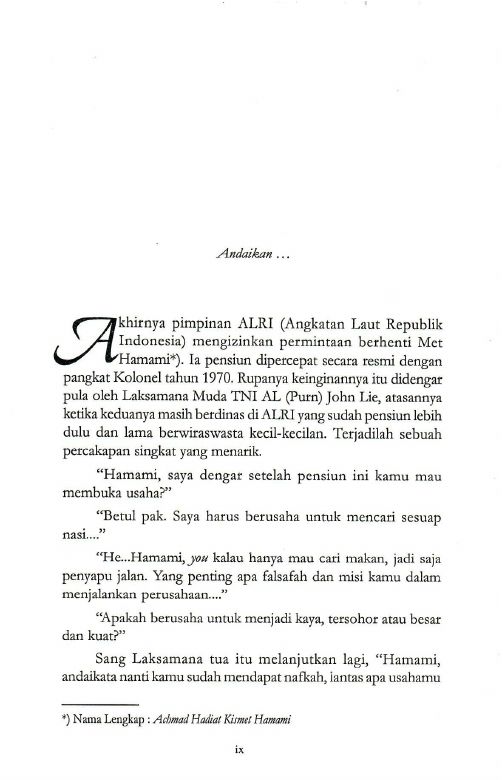 Andaikan ...
Akhirnya pimpinan ALRI (Angkatan Laut Republik
Indonesia) mengizinkan permintaan berhenti Met
Hamami*). Ia pensiun dipercepat secara resmi dengan
pangkat Kolonel tahun 1970. Rupanya keinginannya itu didengar
pula oleh Laksamana Muda TNI AL (Purn) John Lie, atasannya
ketika keduanya masih berdinas di ALRI yang sudah pensiun lebih
dulu dan lama berwiraswasta kecil-kecilan. Terjadilah sebuah
percakapan singkat yang menarik.
“Hamami, saya dengar setelah pensiun ini kamu mau
membuka usaha?”
“Betul pak. Saya harus berusaha untuk mencari sesuap
nasi....”
“He...Hamami, you kalau hanya mau cari makan, jadi saja
penyapu jalan. Yang penting apa falsafah dan misi kamu dalam
menjalankan perusahaan....”
“Apakah berusaha untuk menjadi kaya, tersohor atau besar
dan kuat?”
Sang Laksamana tua itu melanjutkan lagi, “Hamami,
andaikata nanti kamu sudah mendapat nafkah, lantas apa usahamu
*) Nama Lengkap : Achmad Hadiat Kismet Hamami
ix